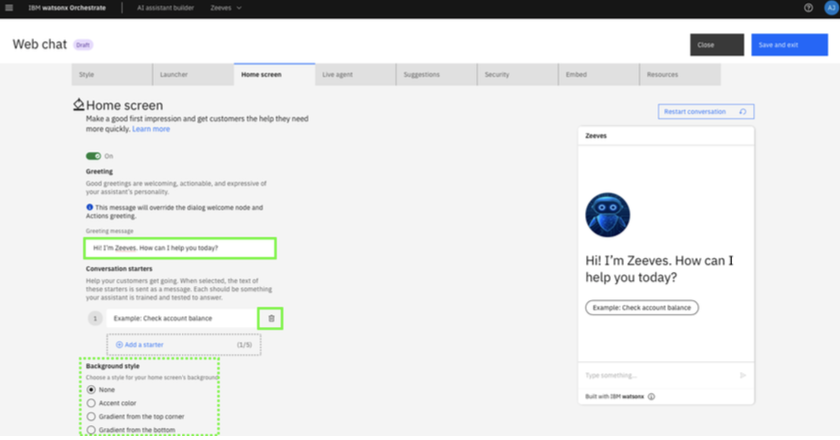 IBM watsonx Orchestrate
AI assistant builder
Zeeves
AJ
Web chat
Draft
Close
Save and exit
Style
Launcher
Home screen
Live agent
Suggestions
Security
Embed
Resources
Home screen
Make a good first impression and get customers the help they need
more quickly. Learn more
On
Greeting
Good greetings are welcoming, actionable, and expressive of
your assistant's personality.
This message will override the dialog welcome node and
Actions greeting.
Greeting message
Hi! I'm Zeeves. How can I help you today?
Conversation starters
Help your customers get going. When selected, the text of
these starters is sent as a message. Each should be something
your assistant is trained and tested to answer.
1
Example: Check account balance
Add a starter
(1/5)
Background style
Choose a style for your home screen's background
None
Accent color
Gradient from the top corner
Gradient from the bottom
Restart conversation
Zeeves
Hi! I'm Zeeves. How can I
help you today?
Example: Check account balance
Type something...
Built with IBM watsonx